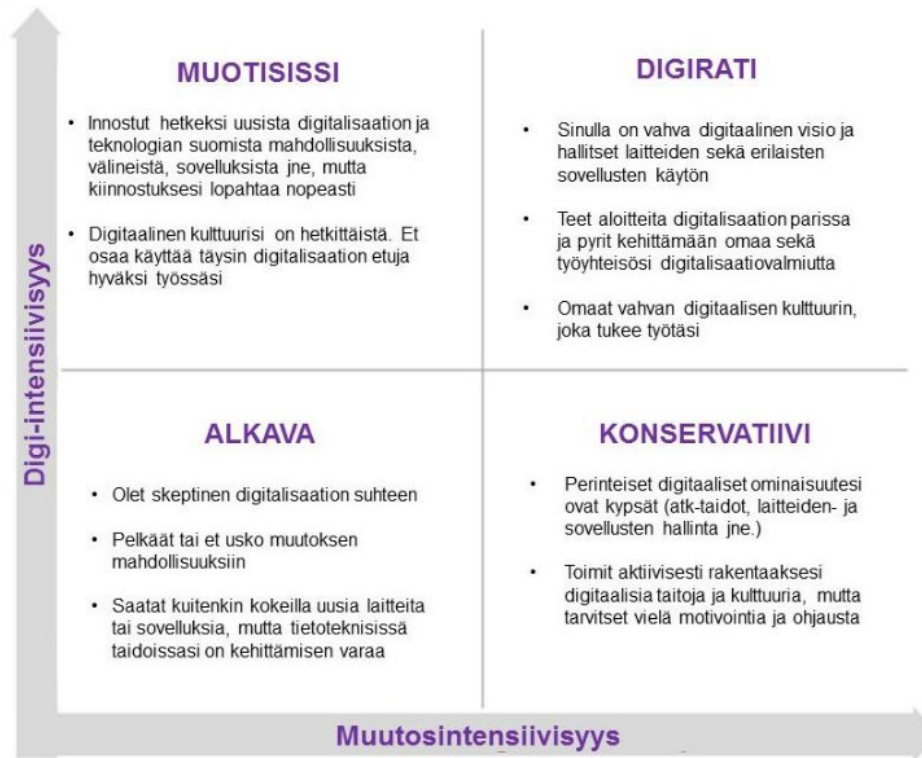 MUOTISISSI
• Innostut hetkeksi uusista digitalisaation ja
teknologian suomista mahdollisuuksista,
välineistä, sovelluksista jne, mutta
kiinnostuksesi lopahtaa nopeasti
• Digitaalinen kulttuurisi on hetkittäistä. Et
osaa käyttää täysin digitalisaation etuja
hyväksi työssäsi
DIGIRATI
• Sinulla on vahva digitaalinen visio ja
hallitset laitteiden sekä erilaisten
sovellusten käytön
• Teet aloitteita digitalisaation parissa
ja pyrit kehittämään omaa sekä
työyhteisösi digitalisaatiovalmiutta
• Omaat vahvan digitaalisen kulttuurin,
joka tukee työtäsi
Digi-intensiivisyys
ALKAVA
• Olet skeptinen digitalisaation suhteen
• Pelkäät tai et usko muutoksen
mahdollisuuksiin
• Saatat kuitenkin kokeilla uusia laitteita
tai sovelluksia, mutta tietoteknisissä
taidoissasi on kehittämisen varaa
KONSERVATIIVI
• Perinteiset digitaaliset ominaisuutesi
ovat kypsät (atk-taidot, laitteiden- ja
sovellusten hallinta jne.)
• Toimit aktiivisesti rakentaaksesi
digitaalisia taitoja ja kulttuuria, mutta
tarvitset vielä motivointia ja ohjausta
Muutosintensiivisyys